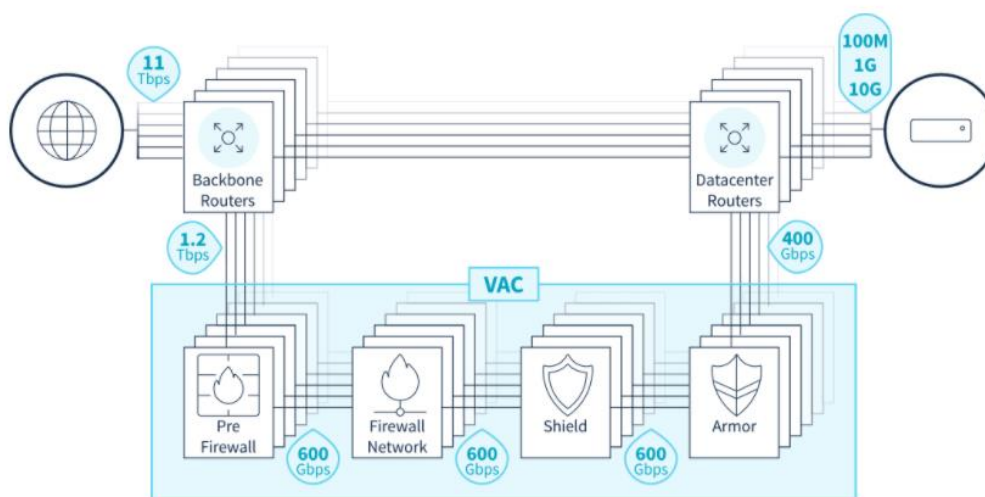 11
Tbps
100M
1G
10G
Backbone
Routers
Datacenter
Routers
1.2
Tbps
400
Gbps
VAC
Pre
Firewall
Firewall
Network
Shield
Armor
600
Gbps
600
Gbps
600
Gbps